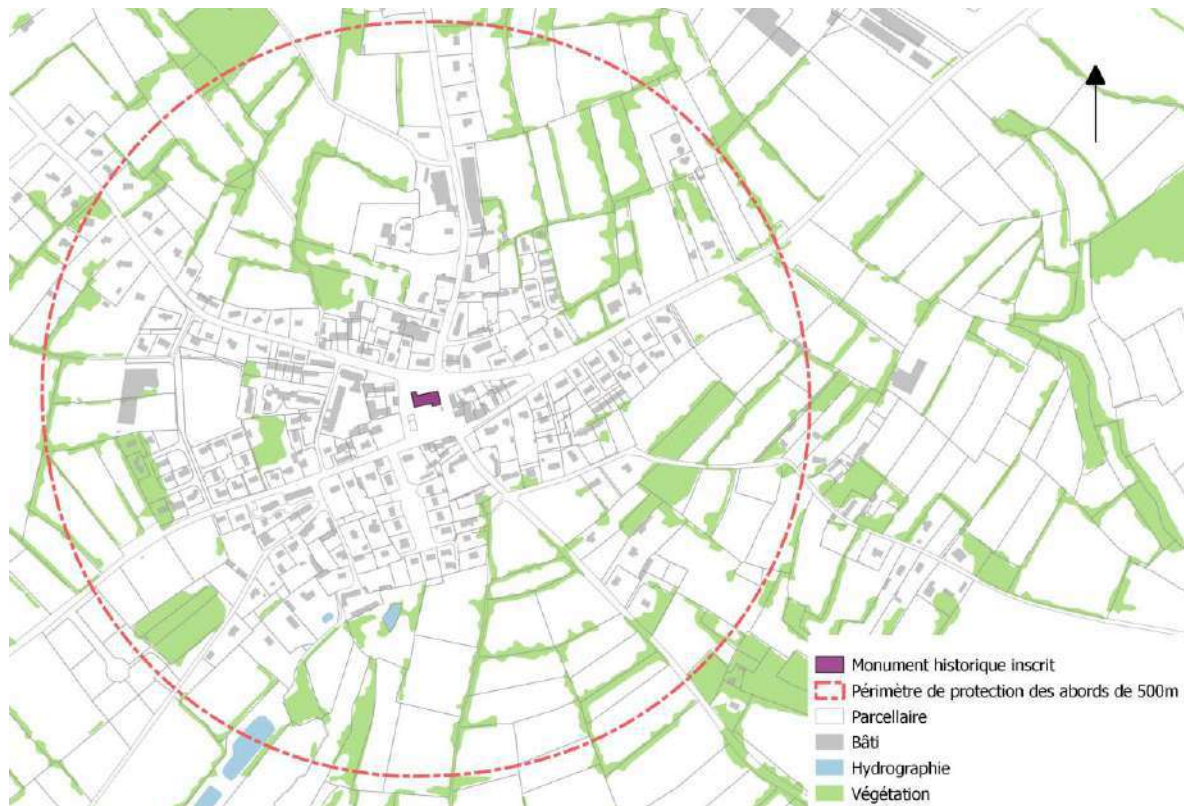 Monument historique inscrit
Périmètre de protection des abords de 500m
Parcellaire
Bâti
Hydrographie
Végétation